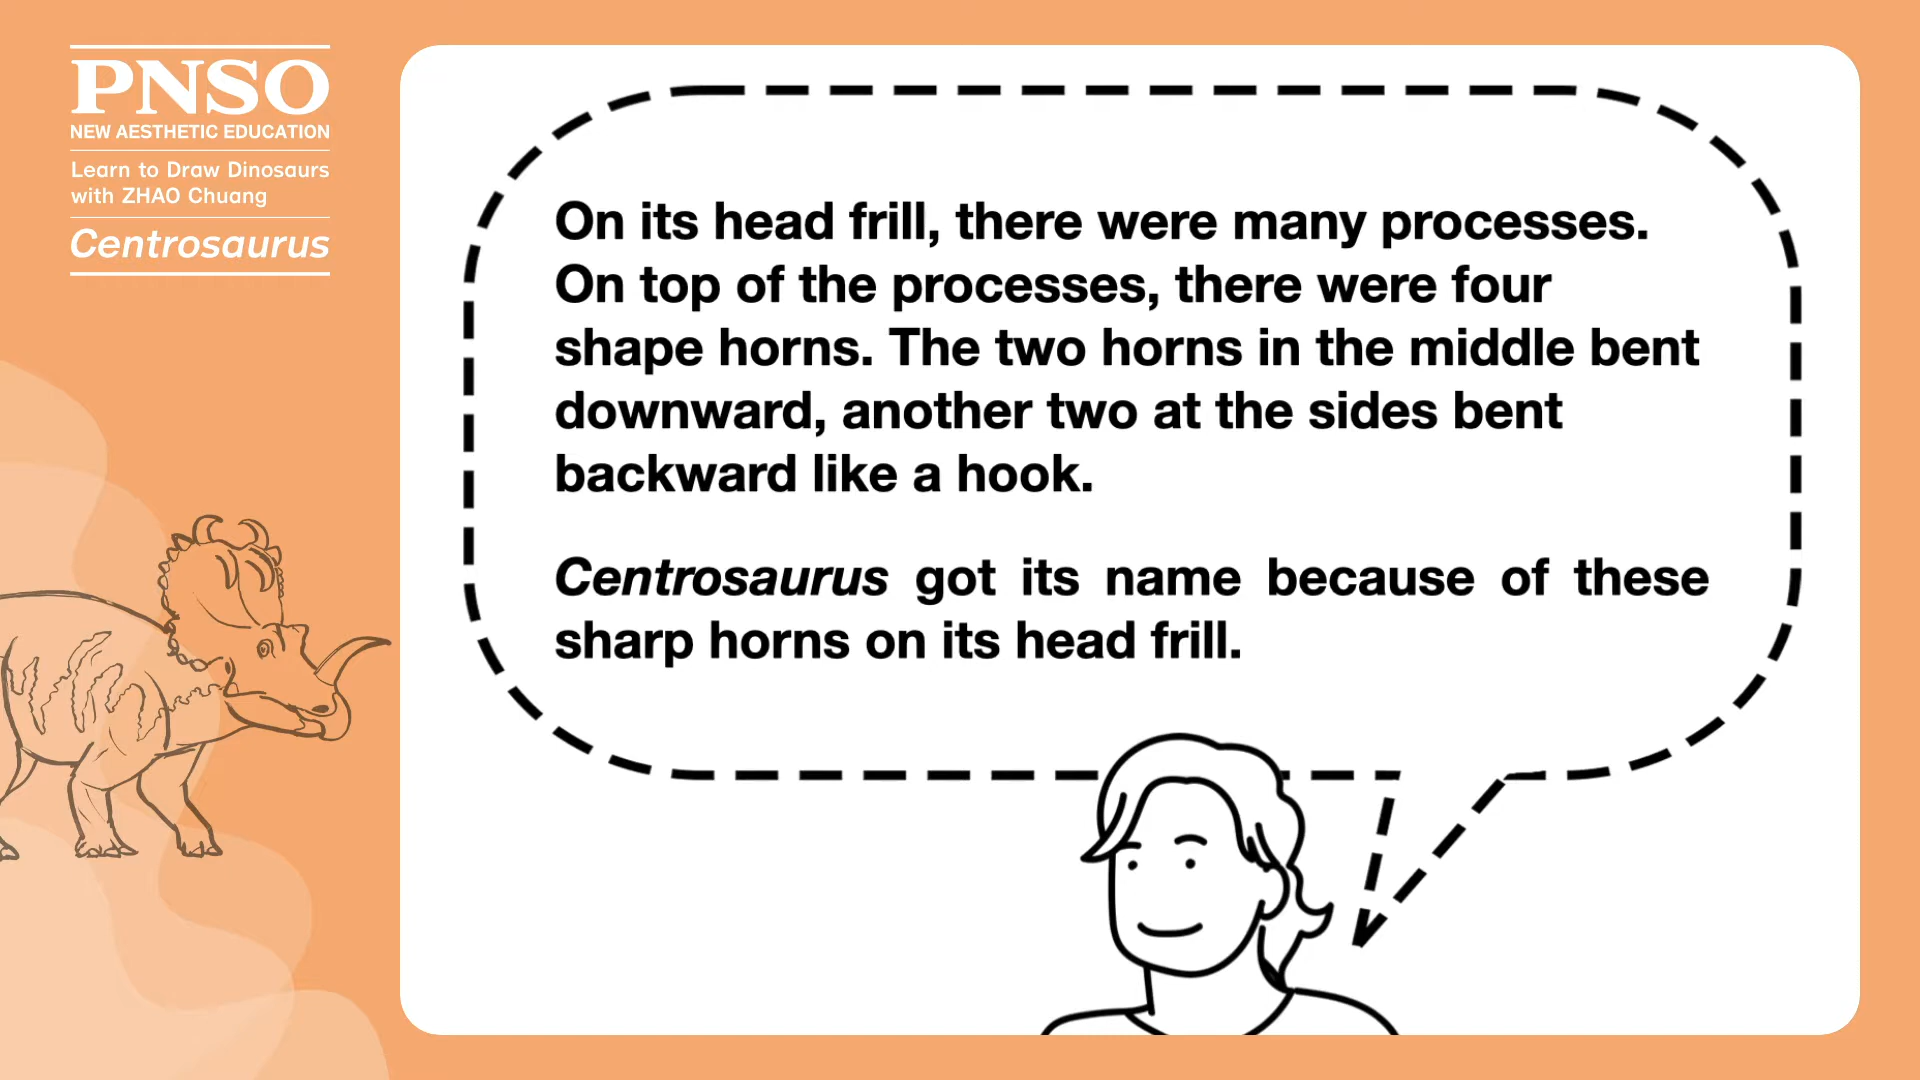 PNSO
NEW AESTHETIC EDUCATION
Learn to Draw Dinosaurs
with ZHAO Chuang
Centrosaurus
On its head frill, there were many processes.
On top of the processes, there were four
shape horns. The two horns in the middle bent
downward, another two at the sides bent
backward like a hook.
Centrosaurus got its name because of these
sharp horns on its head frill.